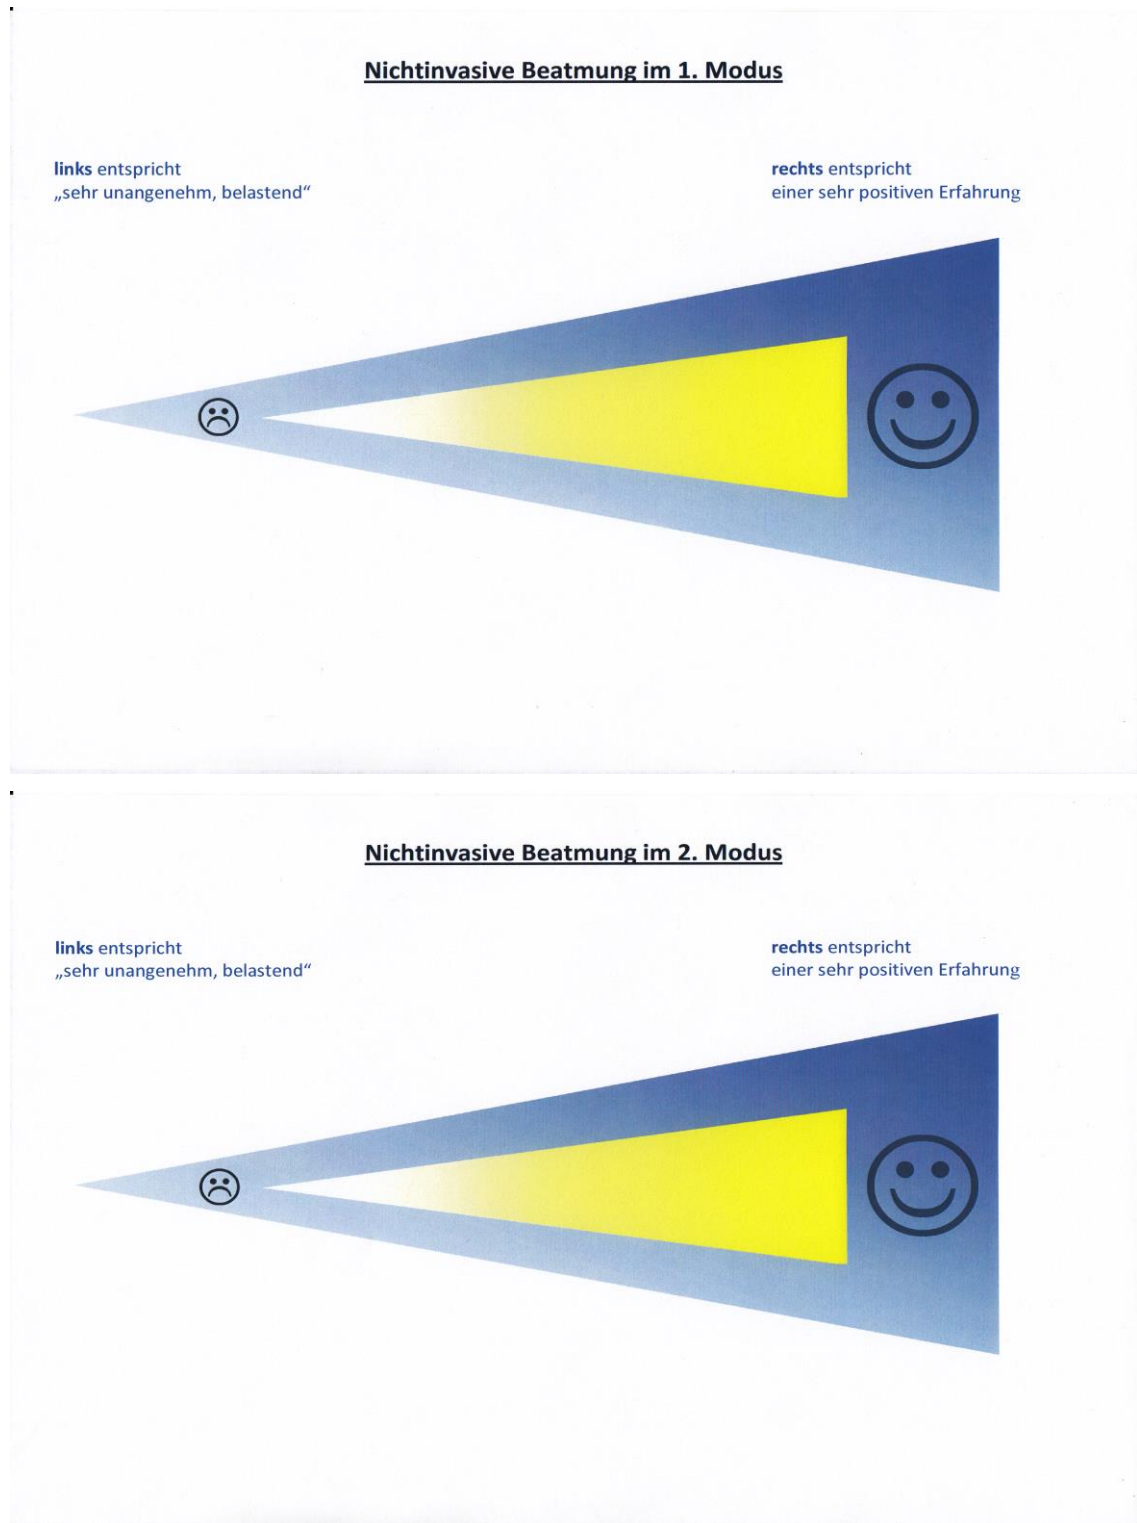 Nichtinvasive Beatmung im 1. Modus
links entspricht
„sehr unangenehm, belastend“
rechts entspricht
einer sehr positiven Erfahrung
Nichtinvasive Beatmung im 2. Modus
links entspricht
„sehr unangenehm, belastend“
rechts entspricht
einer sehr positiven Erfahrung